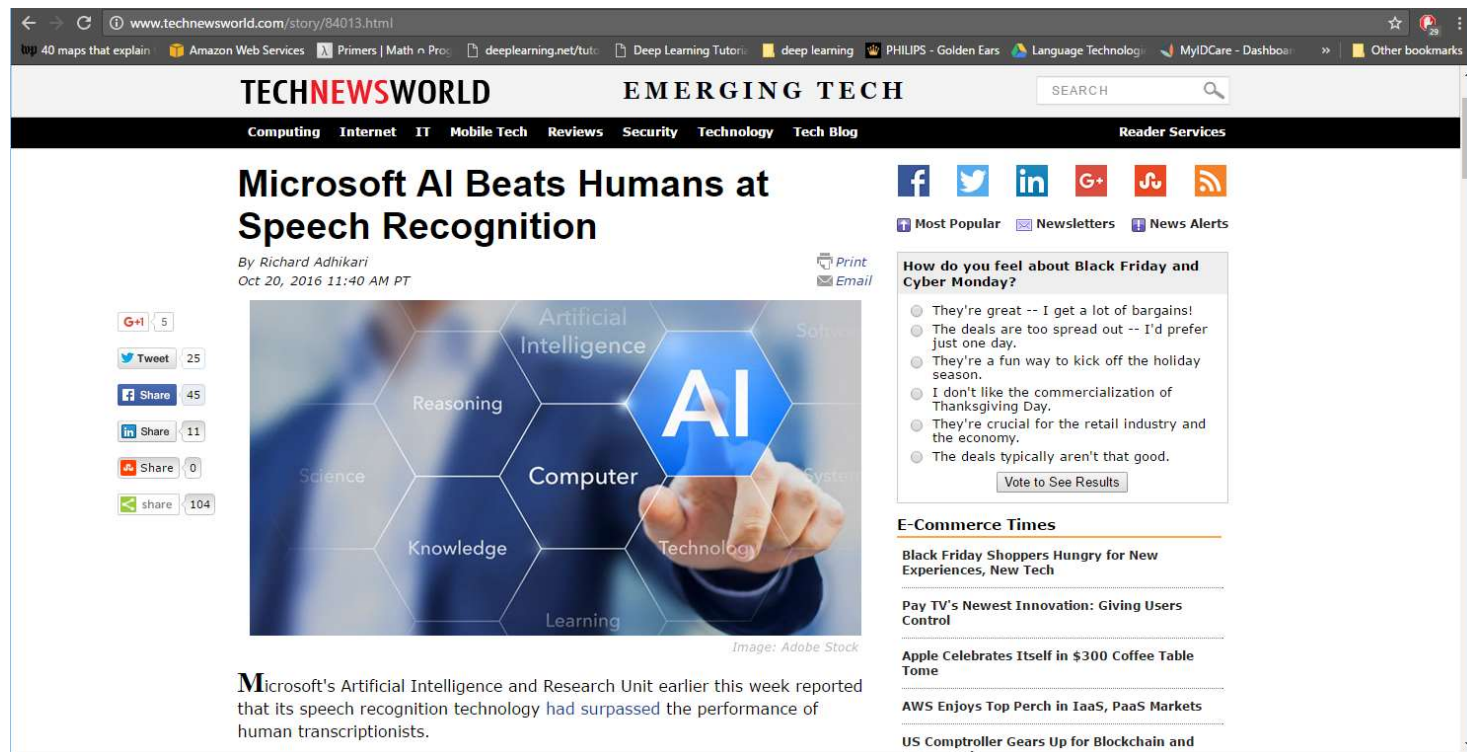 www.technewsworld.com/story/84013.html
29
40 maps that explain
Amazon Web Services
Primers | Math ∩ Prog
deeplearning.net/tuto
Deep Learning Tutori
deep learning
PHILIPS - Golden Ears
Language Technologi
MyIDCare - Dashboar
»
Other bookmarks
TECHNEWSWORLD
EMERGING TECH
SEARCH
Computing Internet IT Mobile Tech Reviews Security Technology Tech Blog
Reader Services
Microsoft AI Beats Humans at
Speech Recognition
By Richard Adhikari
Oct 20, 2016 11:40 AM PT
Print
Email
G+1 5
Tweet 25
Share 45
Share 11
Share 0
share 104
Artificial
Intelligence
Softw
Reasoning
AI
Science
Computer
System
Knowledge
Technology
Learning
Image: Adobe Stock
Microsoft's Artificial Intelligence and Research Unit earlier this week reported
that its speech recognition technology had surpassed the performance of
human transcriptionists.
f
in
G+
Most Popular
Newsletters
News Alerts
How do you feel about Black Friday and
Cyber Monday?
They're great -- I get a lot of bargains!
The deals are too spread out -- I'd prefer
just one day.
They're a fun way to kick off the holiday
season.
I don't like the commercialization of
Thanksgiving Day.
They're crucial for the retail industry and
the economy.
The deals typically aren't that good.
Vote to See Results
E-Commerce Times
Black Friday Shoppers Hungry for New
Experiences, New Tech
Pay TV's Newest Innovation: Giving Users
Control
Apple Celebrates Itself in $300 Coffee Table
Tome
AWS Enjoys Top Perch in IaaS, PaaS Markets
US Comptroller Gears Up for Blockchain and